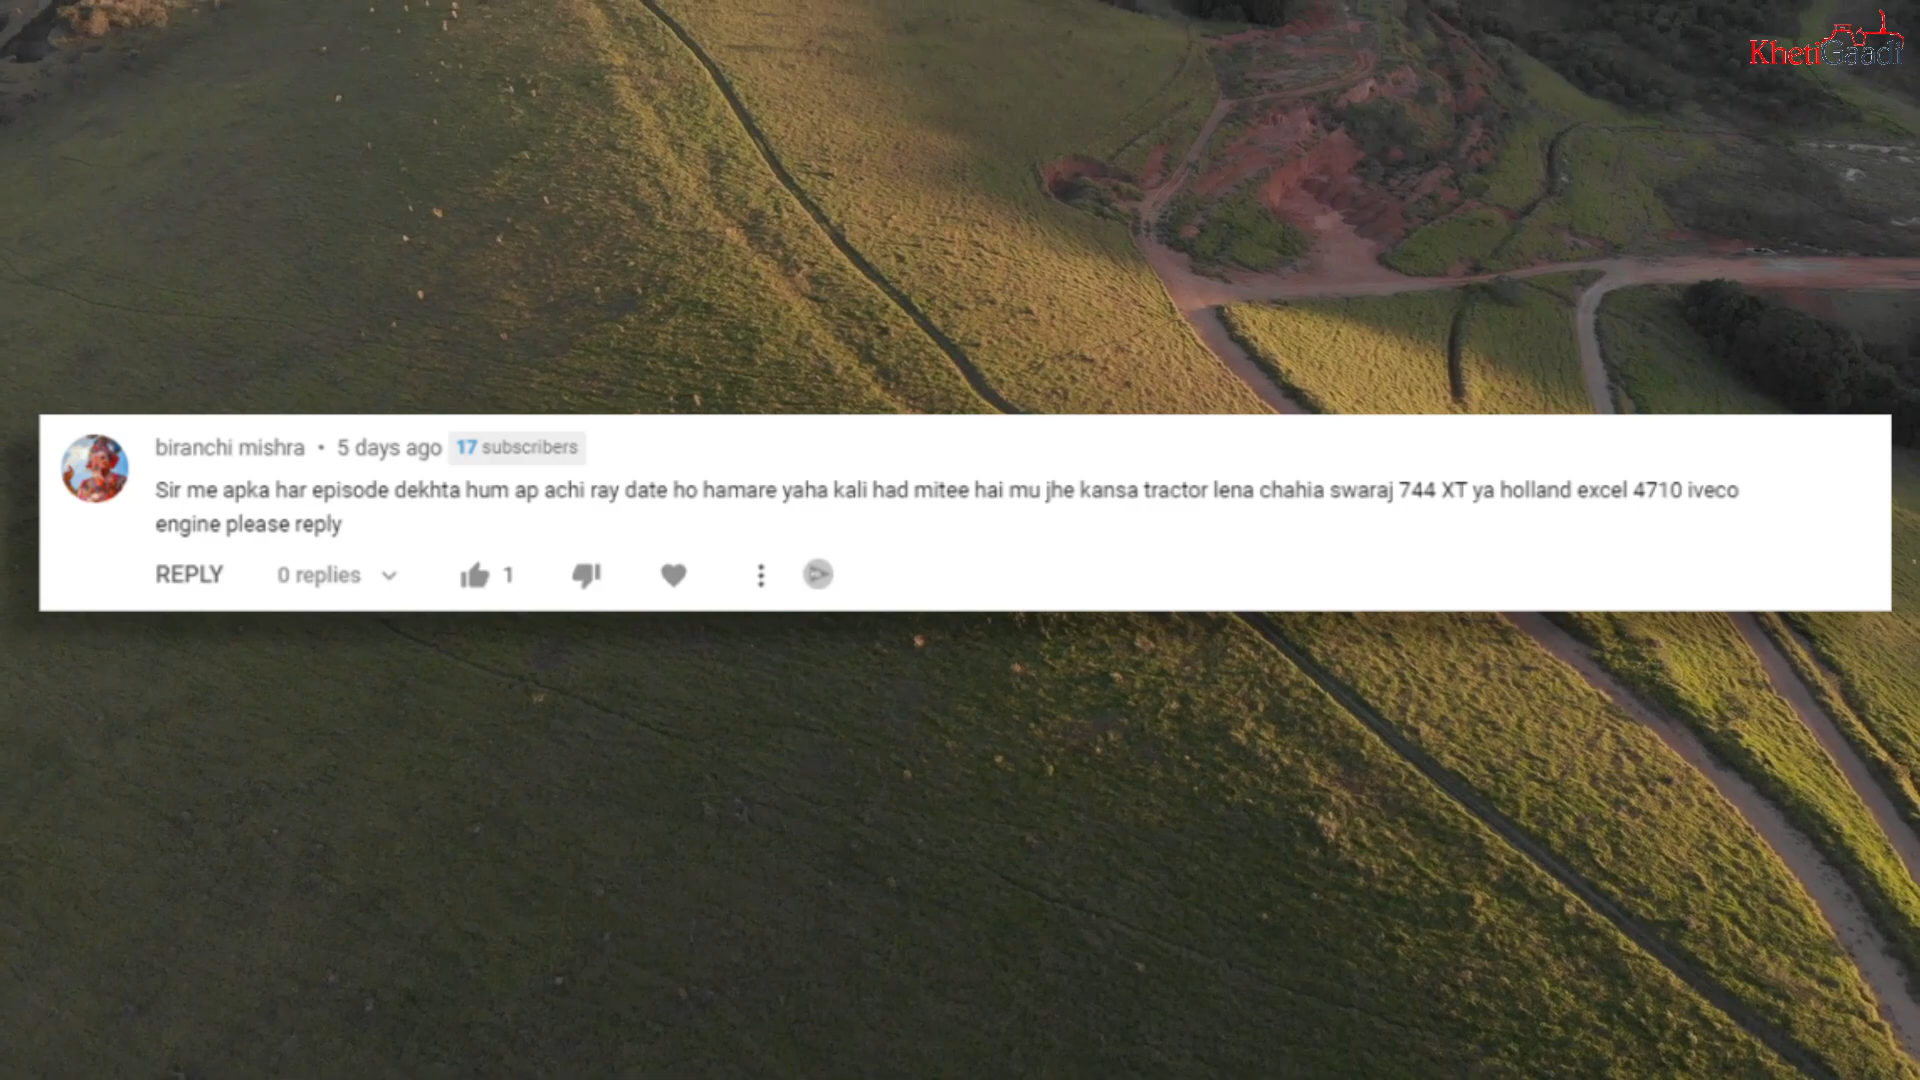 KhetiGaadi
biranchi mishra • 5 days ago 17 subscribers
Sir me apka har episode dekhta hum ap achi ray date ho hamare yaha kali had mitee hai mu jhe kansa tractor lena chahia swaraj 744 XT ya holland excel 4710 iveco
engine please reply
REPLY 0 replies 1